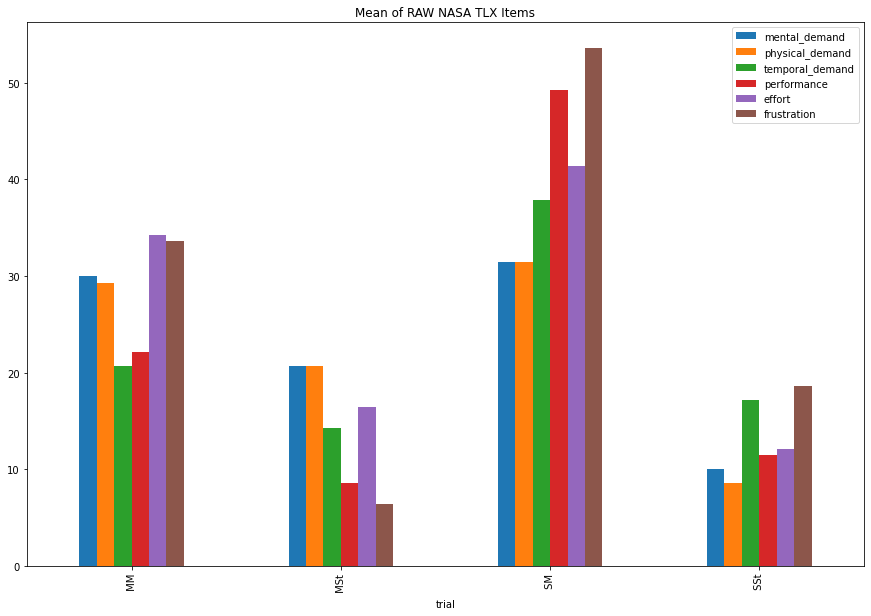 Mean of RAW NASA TLX Items
mental_demand
physical_demand
temporal_demand
performance
effort
frustration
50
40
30
20
10
0
MM
MSt
SM
SSt
trial